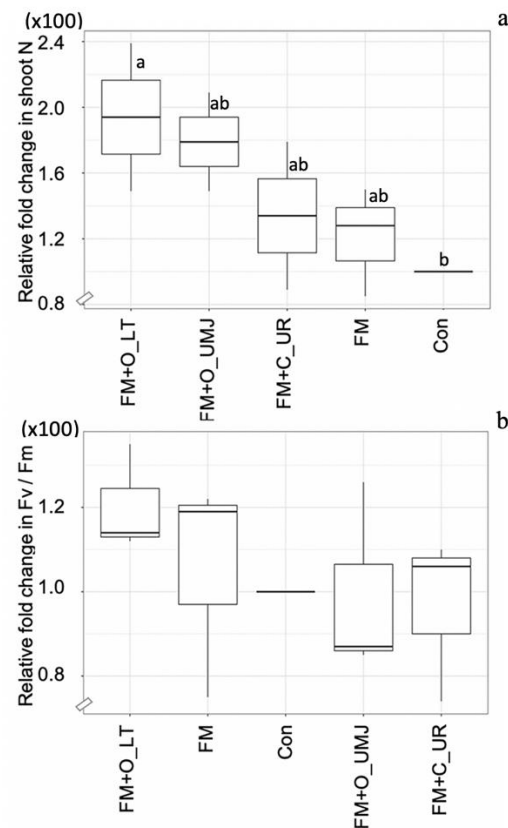 (x100)
a
Relative fold change in shoot N
2.4
2.0
1.6
1.2
0.8
a
ab
ab
ab
b
FM+O_LT
FM+O_UMJ
FM+C_UR
FM
Con
(x100)
b
Relative fold change in Fv / Fm
1.2
1.0
0.8
FM+O_LT
FM
Con
FM+O_UMJ
FM+C_UR